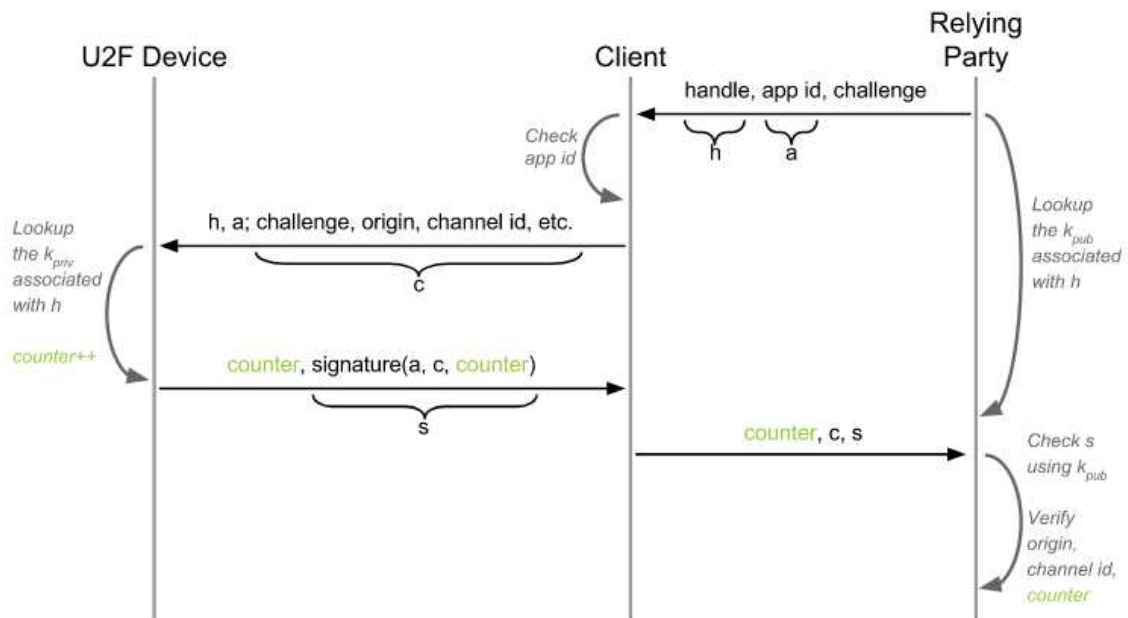 U2F Device
Client
Relying
Party
handle, app id, challenge
h
a
Check
app id
h, a; challenge, origin, channel id, etc.
c
Lookup
the k_priv
associated
with h
counter++
Lookup
the k_pub
associated
with h
counter, signature(a, c, counter)
s
counter, c, s
Check s
using k_pub
Verify
origin,
channel id,
counter